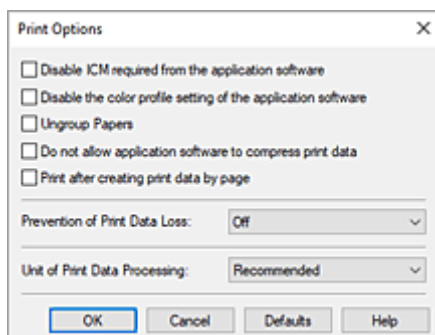 Print Options
Disable ICM required from the application software
Disable the color profile setting of the application software
Ungroup Papers
Do not allow application software to compress print data
Print after creating print data by page
Prevention of Print Data Loss: Off
Unit of Print Data Processing: Recommended
OK Cancel Defaults Help